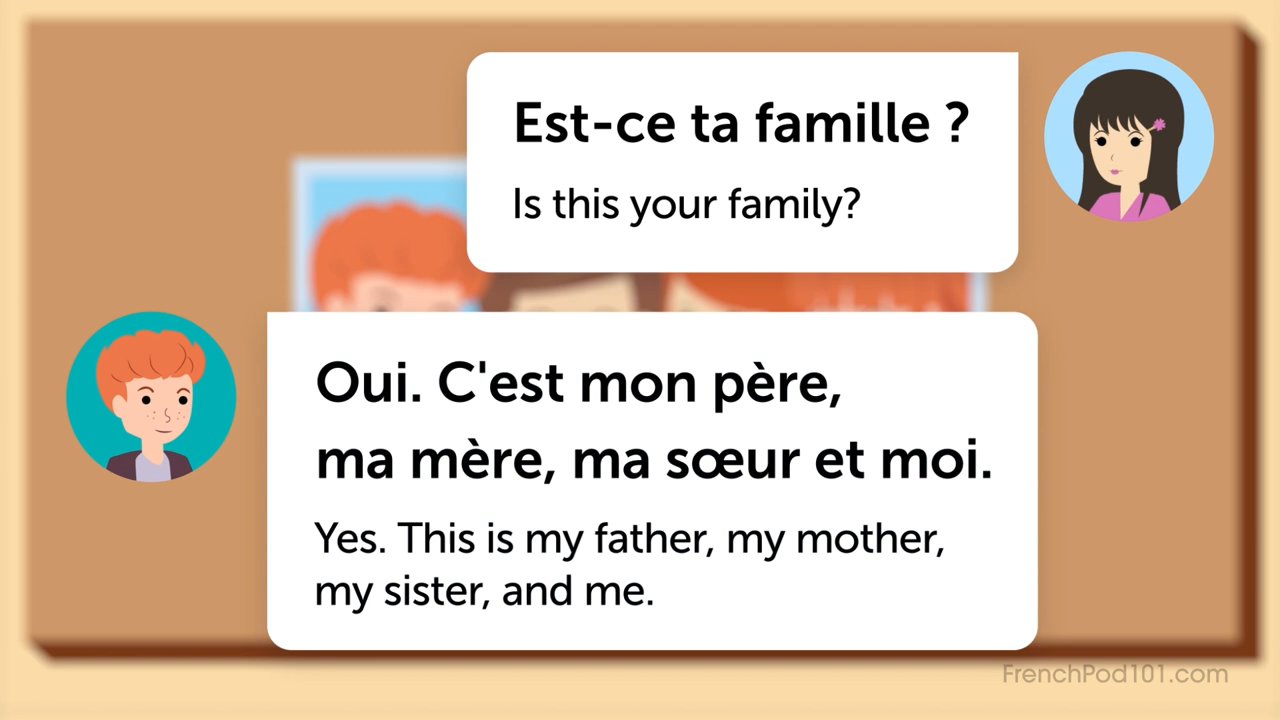 Est-ce ta famille ?
Is this your family?
Oui. C'est mon père,
ma mère, ma sœur et moi.
Yes. This is my father, my mother,
my sister, and me.
FrenchPod101.com